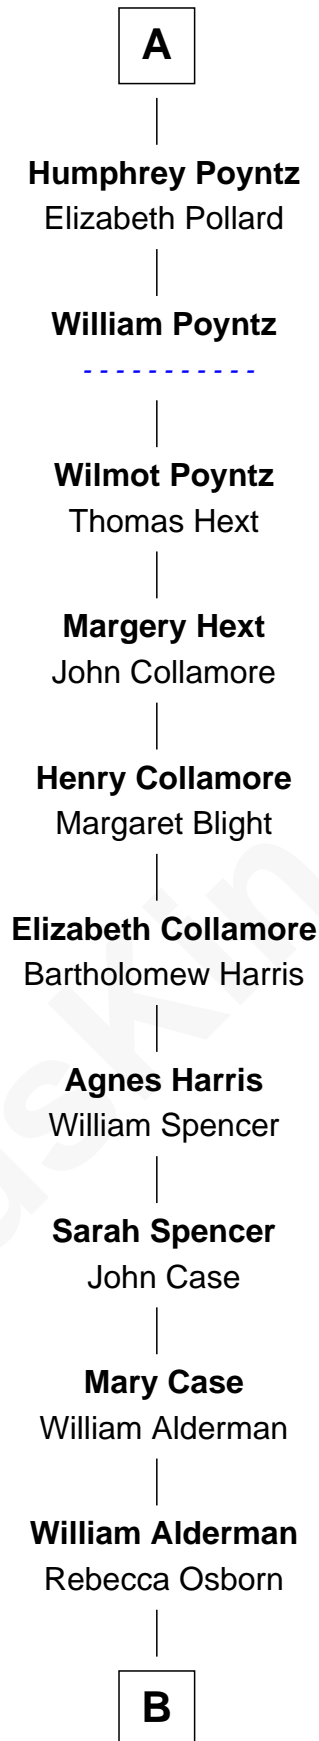 A
Humphrey Poyntz
Elizabeth Pollard
William Poyntz
- - - - - - - - - - -
Wilmot Poyntz
Thomas Hext
Margery Hext
John Collamore
Henry Collamore
Margaret Blight
Elizabeth Collamore
Bartholomew Harris
Agnes Harris
William Spencer
Sarah Spencer
John Case
Mary Case
William Alderman
William Alderman
Rebecca Osborn
B